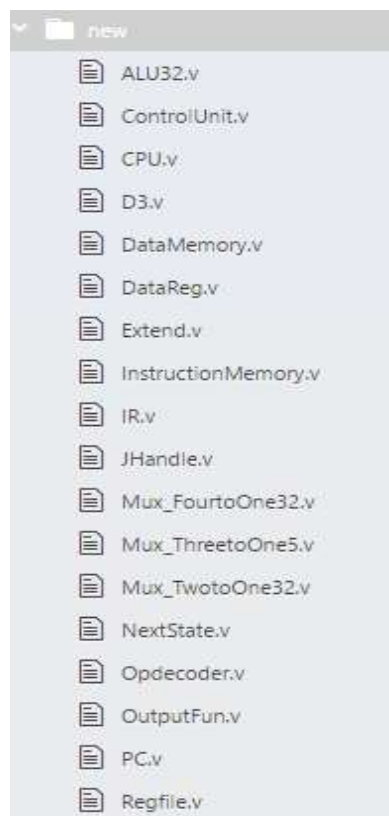 new
ALU32.v
ControlUnit.v
CPU.v
D3.v
DataMemory.v
DataReg.v
Extend.v
InstructionMemory.v
IR.v
JHandle.v
Mux_FourtoOne32.v
Mux_ThreetoOne5.v
Mux_TwotoOne32.v
NextState.v
Opdecoder.v
OutputFun.v
PC.v
Regfile.v